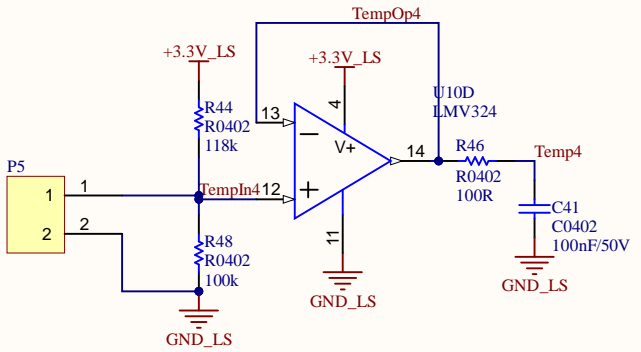 TempOp4
+3.3V_LS
+3.3V_LS
U10D
LMV324
R44
R0402
118k
13
4
V+
14
R46
R0402
100R
Temp4
P5
1
1
2
2
TempIn4
12
11
R48
R0402
100k
C41
C0402
100nF/50V
GND_LS
GND_LS
GND_LS